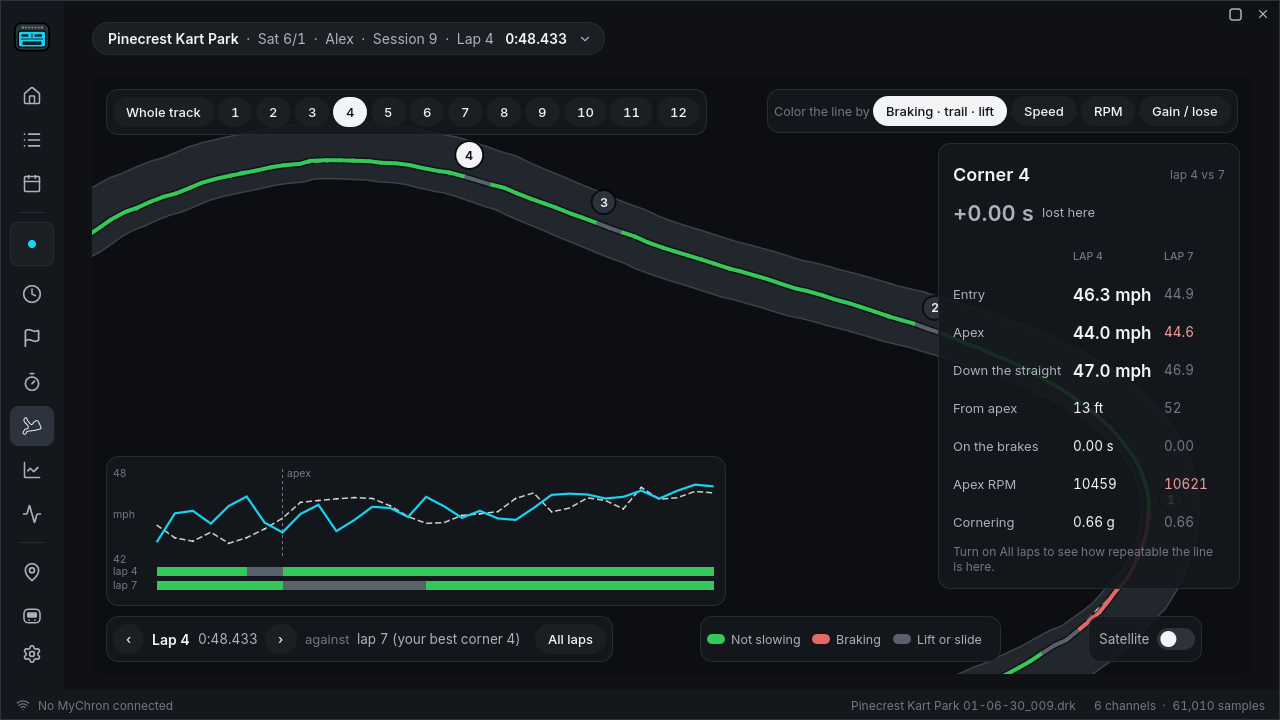 Pinecrest Kart Park · Sat 6/1 · Alex · Session 9 · Lap 4 0:48.433
Whole track 1 2 3 4 5 6 7 8 9 10 11 12
Color the line by Braking · trail · lift Speed RPM Gain / lose
4
3
2
1
Corner 4 lap 4 vs 7
+0.00 s lost here
LAP 4 LAP 7
Entry 46.3 mph 44.9
Apex 44.0 mph 44.6
Down the straight 47.0 mph 46.9
From apex 13 ft 52
On the brakes 0.00 s 0.00
Apex RPM 10459 10621
Cornering 0.66 g 0.66
Turn on All laps to see how repeatable the line
is here.
48 apex
mph
42
lap 4
lap 7
‹ Lap 4 0:48.433 › against lap 7 (your best corner 4) All laps
Not slowing Braking Lift or slide
Satellite
No MyChron connected
Pinecrest Kart Park 01-06-30_009.drk 6 channels · 61,010 samples